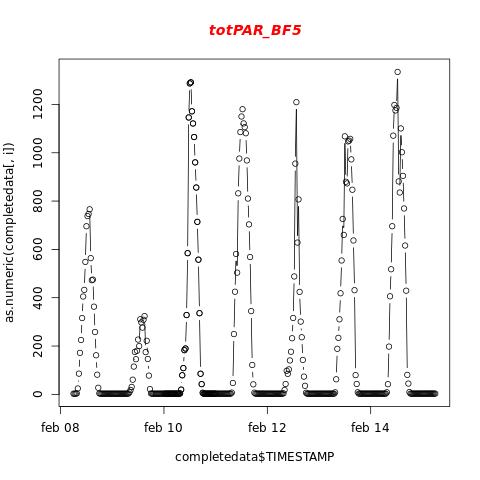 totPAR_BF5
as.numeric(completedata[, i])
1200
1000
800
600
400
200
0
feb 08
feb 10
feb 12
feb 14
completedata$TIMESTAMP